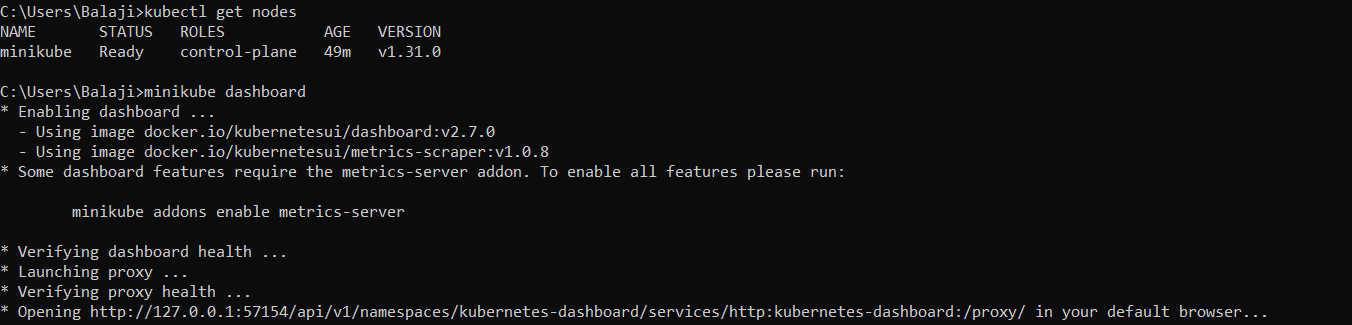 C:\Users\Balaji>kubectl get nodes
NAME       STATUS   ROLES           AGE   VERSION
minikube   Ready    control-plane   49m   v1.31.0
C:\Users\Balaji>minikube dashboard
* Enabling dashboard ...
  - Using image docker.io/kubernetesui/dashboard:v2.7.0
  - Using image docker.io/kubernetesui/metrics-scraper:v1.0.8
* Some dashboard features require the metrics-server addon. To enable all features please run:
        minikube addons enable metrics-server
* Verifying dashboard health ...
* Launching proxy ...
* Verifying proxy health ...
* Opening http://127.0.0.1:57154/api/v1/namespaces/kubernetes-dashboard/services/http:kubernetes-dashboard:/proxy/ in your default browser...